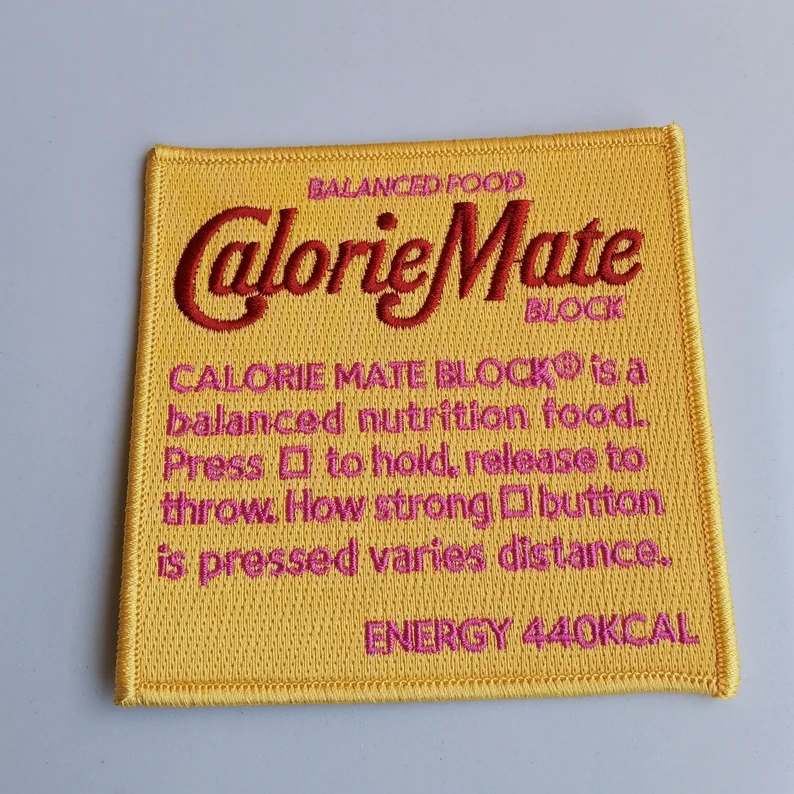 BALANCED FOOD
CalorieMate
BLOCK
CALORIE MATE BLOCK® is a
balanced nutrition food.
Press □ to hold, release to
throw. How strong □ button
is pressed varies distance.
ENERGY 440KCAL